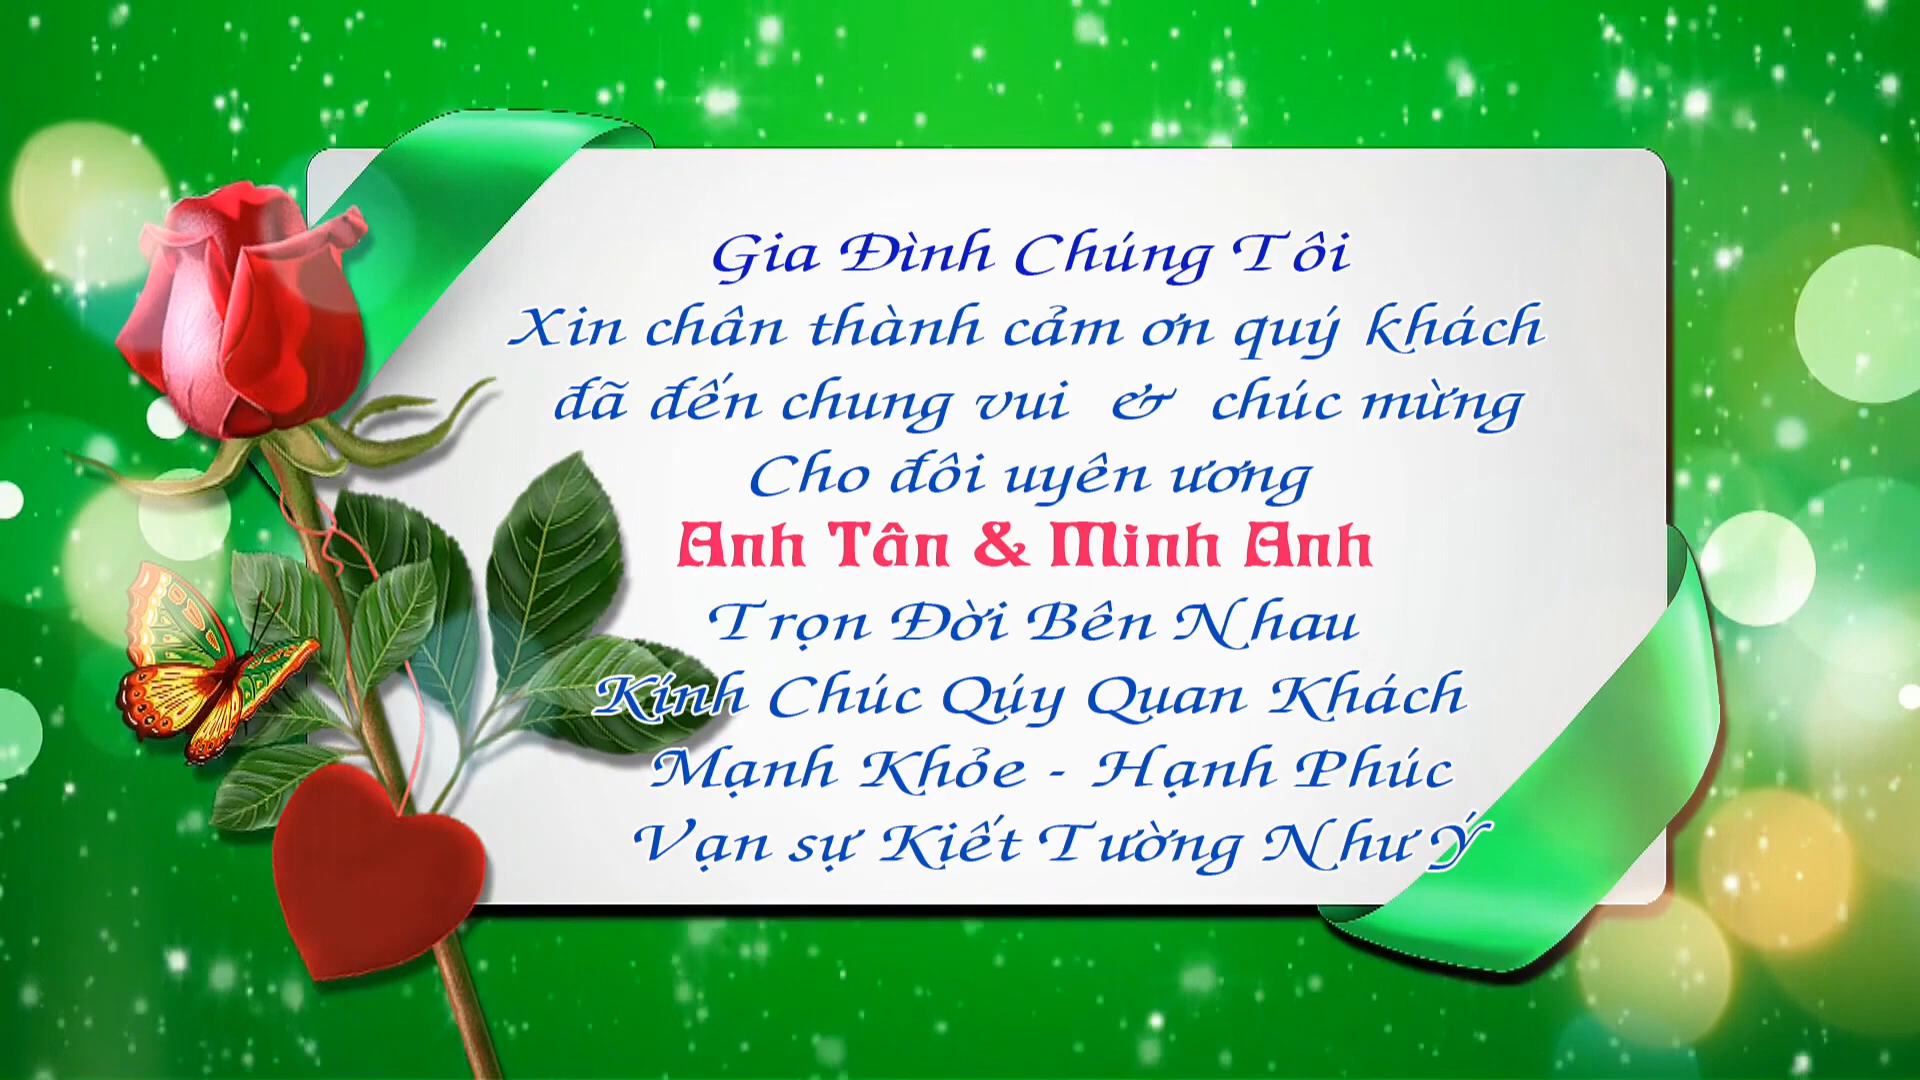 Gia Đình Chúng Tôi
Xin chân thành cảm ơn quý khách
đã đến chung vui & chúc mừng
Cho đôi uyên ương
Anh Tân & Minh Anh
Trọn Đời Bên Nhau
Kính Chúc Qúy Quan Khách
Mạnh Khỏe - Hạnh Phúc
Vạn sự Kiết Tường Như Ý